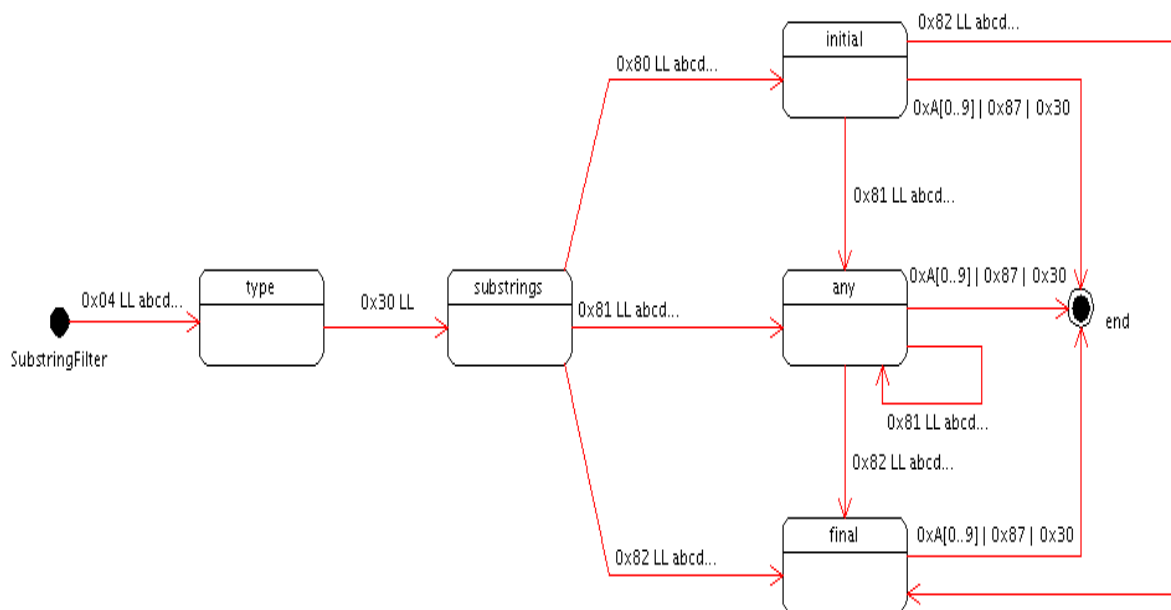 0x82 LL abcd...
initial
0x80 LL abcd...
0xA[0..9] | 0x87 | 0x30
0x81 LL abcd...
type
substrings
any
0xA[0..9] | 0x87 | 0x30
0x04 LL abcd...
0x30 LL
0x81 LL abcd...
end
SubstringFilter
0x81 LL abcd...
0x82 LL abcd...
final
0xA[0..9] | 0x87 | 0x30
0x82 LL abcd...